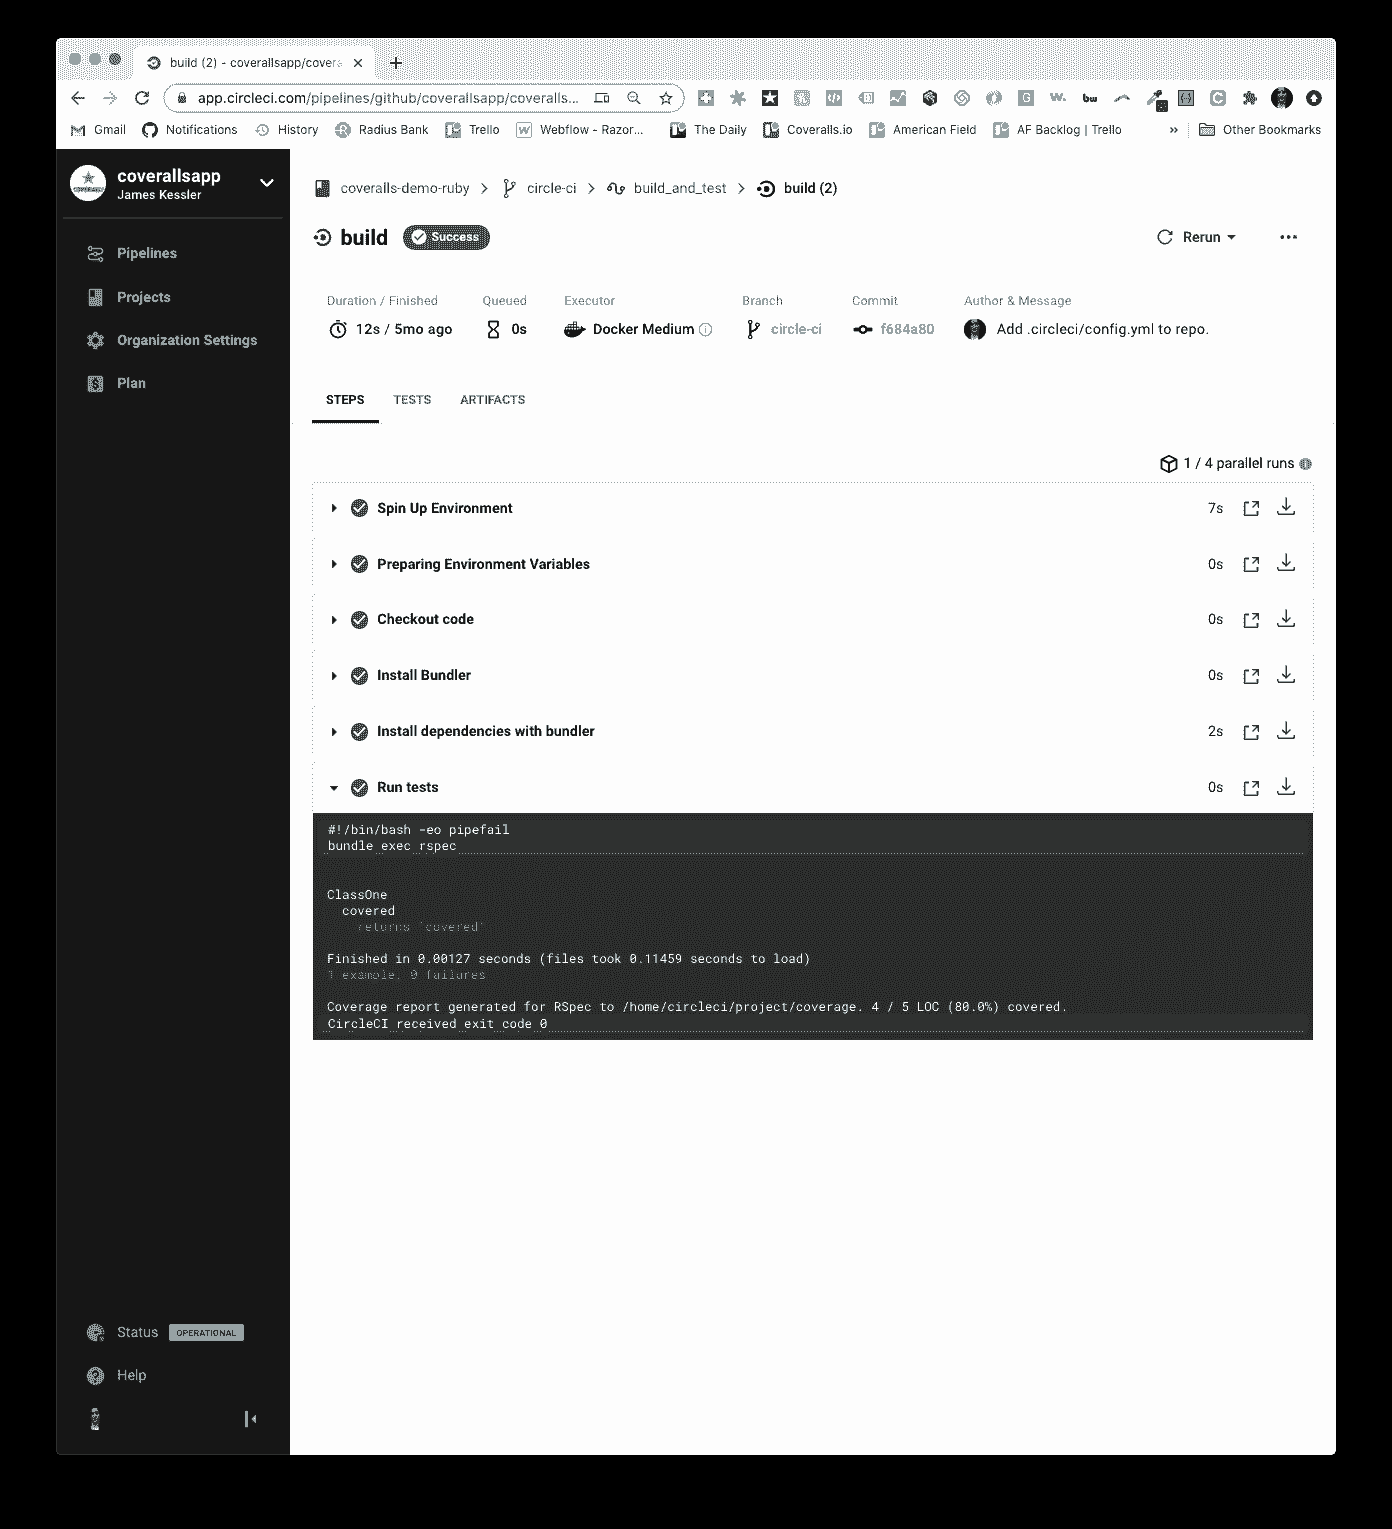 build (2) - coverallsapp/cover
app.circleci.com/pipelines/github/coverallsapp/coveralls...
Gmail Notifications History Radius Bank Trello Webflow - Razor... The Daily Coveralls.io American Field AF Backlog | Trello » Other Bookmarks
coverallsapp
James Kessler
Pipelines
Projects
Organization Settings
Plan
coveralls-demo-ruby > circle-ci > build_and_test > build (2)
build Success Rerun
Duration / Finished Queued Executor Branch Commit Author & Message
12s / 5mo ago 0s Docker Medium circle-ci f684a80 Add .circleci/config.yml to repo.
STEPS TESTS ARTIFACTS
1 / 4 parallel runs
Spin Up Environment 7s
Preparing Environment Variables 0s
Checkout code 0s
Install Bundler 0s
Install dependencies with bundler 2s
Run tests 0s
#!/bin/bash -eo pipefail
bundle exec rspec
ClassOne
covered
returns `covered`
Finished in 0.00127 seconds (files took 0.11459 seconds to load)
1 example, 0 failures
Coverage report generated for RSpec to /home/circleci/project/coverage. 4 / 5 LOC (80.0%) covered.
CircleCI received exit code 0
Status OPERATIONAL
Help